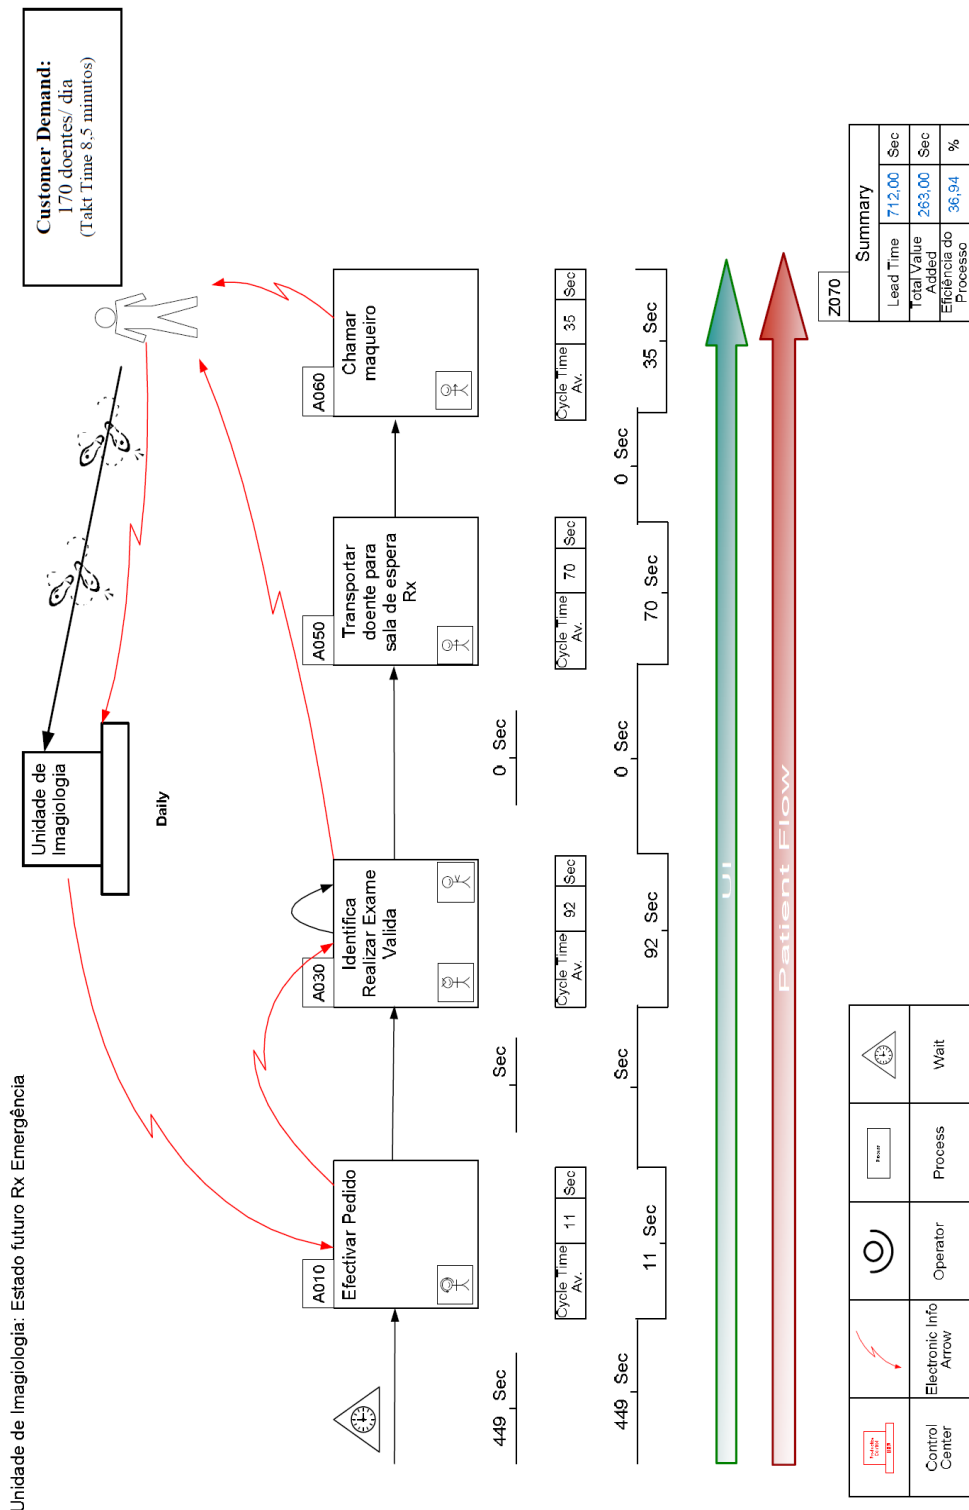 Unidade de Imagiologia: Estado futuro Rx Emergência
Customer Demand:
170 doentes/ dia
(Takt Time 8,5 minutos)
Unidade de
Imagiologia
Daily
A010
Efectivar Pedido
A030
Identifica
Realizar Exame
Valida
A050
Transportar
doente para
sala de espera
Rx
A060
Chamar
maqueiro
Cycle Time Av. 11 Sec
Cycle Time Av. 92 Sec
Cycle Time Av. 70 Sec
Cycle Time Av. 35 Sec
449 Sec
Sec
0 Sec
449 Sec
11 Sec
Sec
92 Sec
0 Sec
70 Sec
0 Sec
35 Sec
UI
Patient Flow
Z070
Summary
Lead Time 712,00 Sec
Total Value Added 263,00 Sec
Eficiência do Processo 36,94 %
Control
Center
Electronic Info
Arrow
Operator
Process
Wait